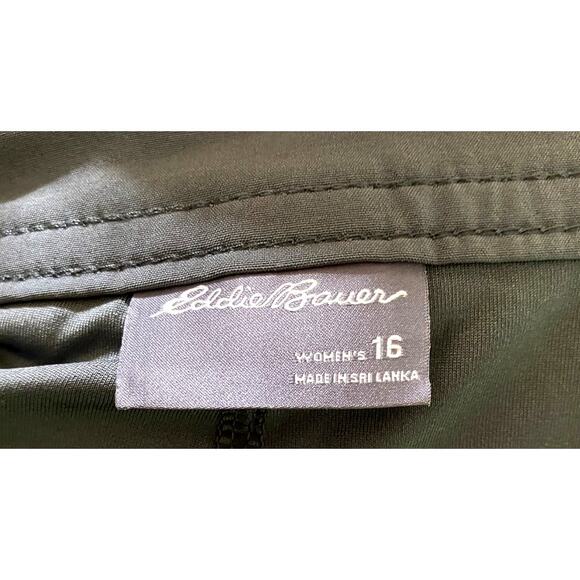 Eddie Bauer
WOMEN'S 16
MADE IN SRI LANKA